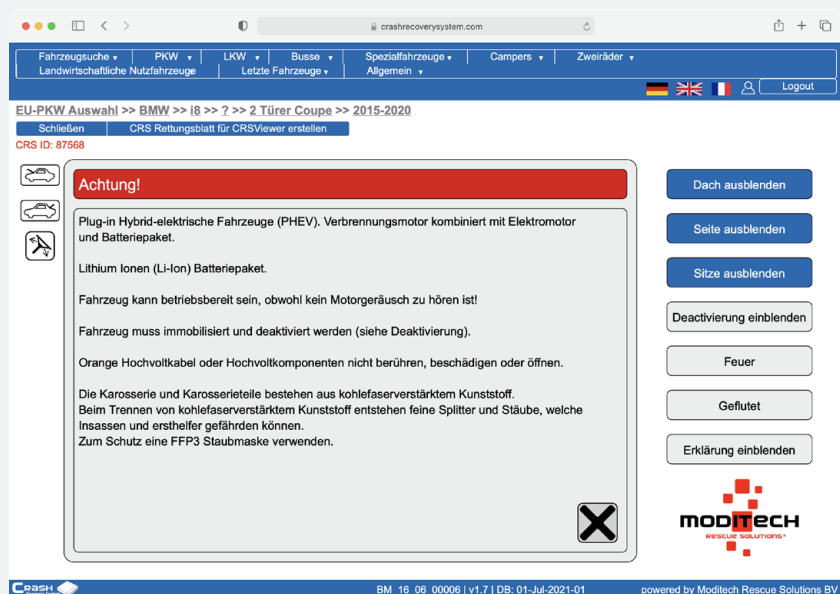 crashrecoverysystem.com
Fahrzeugsuche PKW LKW Busse Spezialfahrzeuge Campers Zweiräder
Landwirtschaftliche Nutzfahrzeuge Letzte Fahrzeuge Allgemein
Logout
EU-PKW Auswahl >> BMW >> i8 >> ? >> 2 Türer Coupe >> 2015-2020
Schließen CRS Rettungsblatt für CRSViewer erstellen
CRS ID: 87568
Achtung!
Plug-in Hybrid-elektrische Fahrzeuge (PHEV). Verbrennungsmotor kombiniert mit Elektromotor
und Batteriepaket.
Lithium Ionen (Li-Ion) Batteriepaket.
Fahrzeug kann betriebsbereit sein, obwohl kein Motorgeräusch zu hören ist!
Fahrzeug muss immobilisiert und deaktiviert werden (siehe Deaktivierung).
Orange Hochvoltkabel oder Hochvoltkomponenten nicht berühren, beschädigen oder öffnen.
Die Karosserie und Karosserieteile bestehen aus kohlefaserverstärktem Kunststoff.
Beim Trennen von kohlefaserverstärktem Kunststoff entstehen feine Splitter und Stäube, welche
Insassen und ersthelfer gefährden können.
Zum Schutz eine FFP3 Staubmaske verwenden.
Dach ausblenden
Seite ausblenden
Sitze ausblenden
Deactivierung einblenden
Feuer
Geflutet
Erklärung einblenden
MODITECH
RESCUE SOLUTIONS
CRASH
BM_16_06_00006 | v1.7 | DB: 01-Jul-2021-01
powered by Moditech Rescue Solutions BV